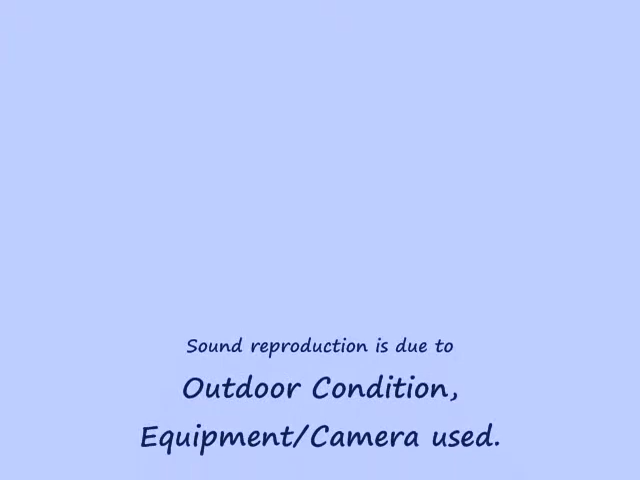 Sound reproduction is due to
Outdoor Condition,
Equipment/Camera used.